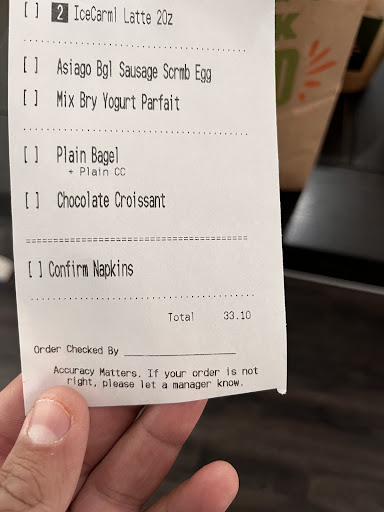 [ ] 2 IceCarml Latte 20z
[ ] Asiago Bgl Sausage Scrmb Egg
[ ] Mix Bry Yogurt Parfait
[ ] Plain Bagel
+ Plain CC
[ ] Chocolate Croissant
[ ] Confirm Napkins
Total 33.10
Order Checked By
Accuracy Matters. If your order is not
right, please let a manager know.